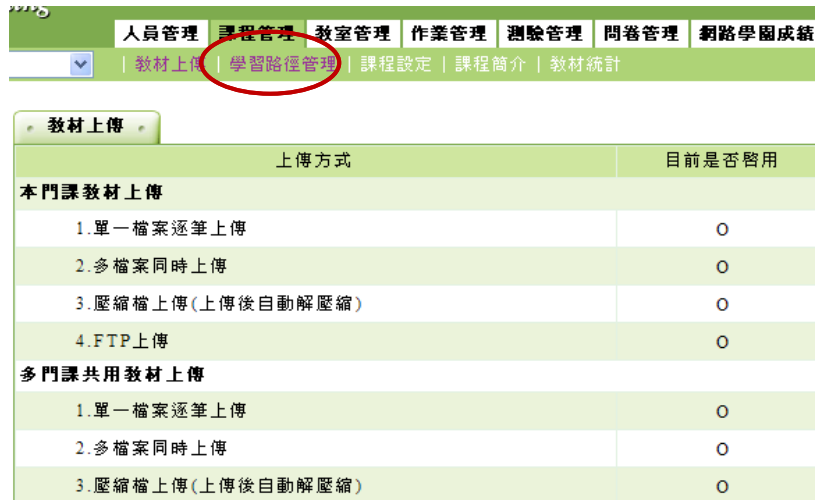 人員管理 課程管理 教室管理 作業管理 測驗管理 問卷管理 網路學園成績
| 教材上傳 | 學習路徑管理 | 課程設定 | 課程簡介 | 教材統計
教材上傳
上傳方式 目前是否啓用
本門課教材上傳
1.單一檔案逐筆上傳 O
2.多檔案同時上傳 O
3.壓縮檔上傳(上傳後自動解壓縮) O
4.FTP上傳 O
多門課共用教材上傳
1.單一檔案逐筆上傳 O
2.多檔案同時上傳 O
3.壓縮檔上傳(上傳後自動解壓縮) O